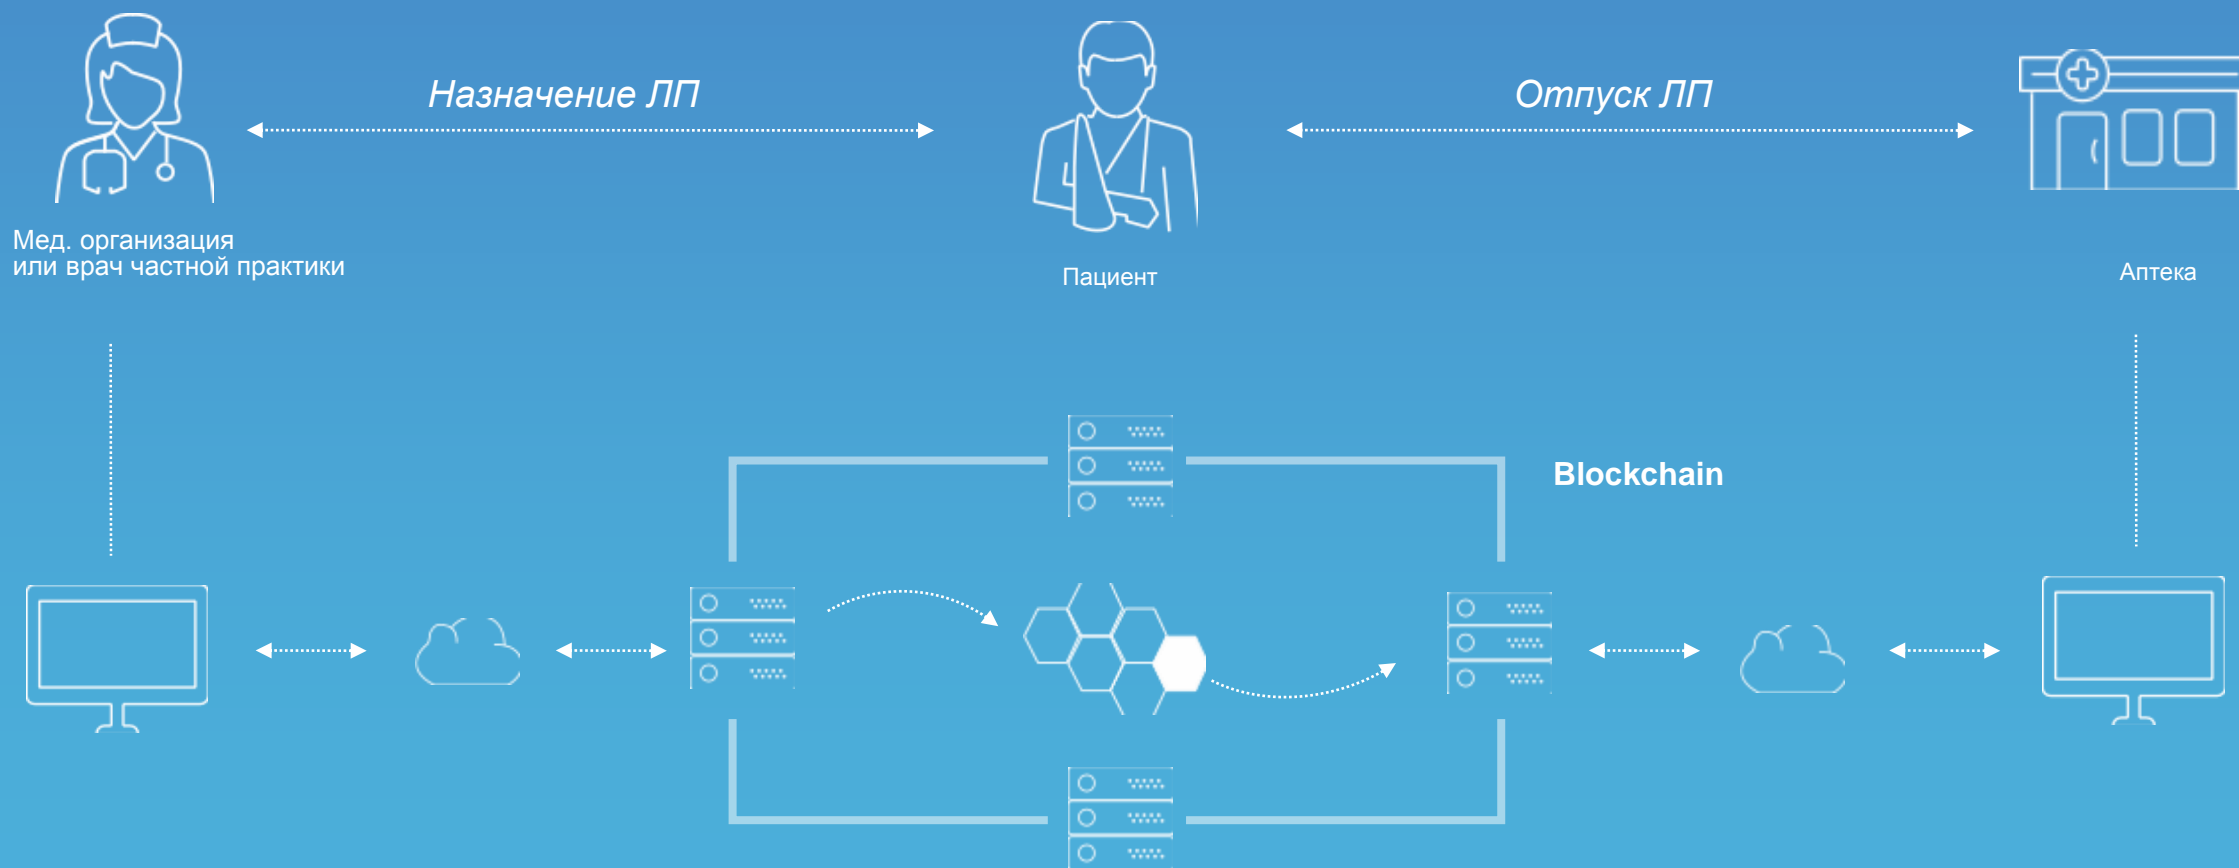 Назначение ЛП
Отпуск ЛП
Мед. организация
или врач частной практики
Пациент
Аптека
Blockchain